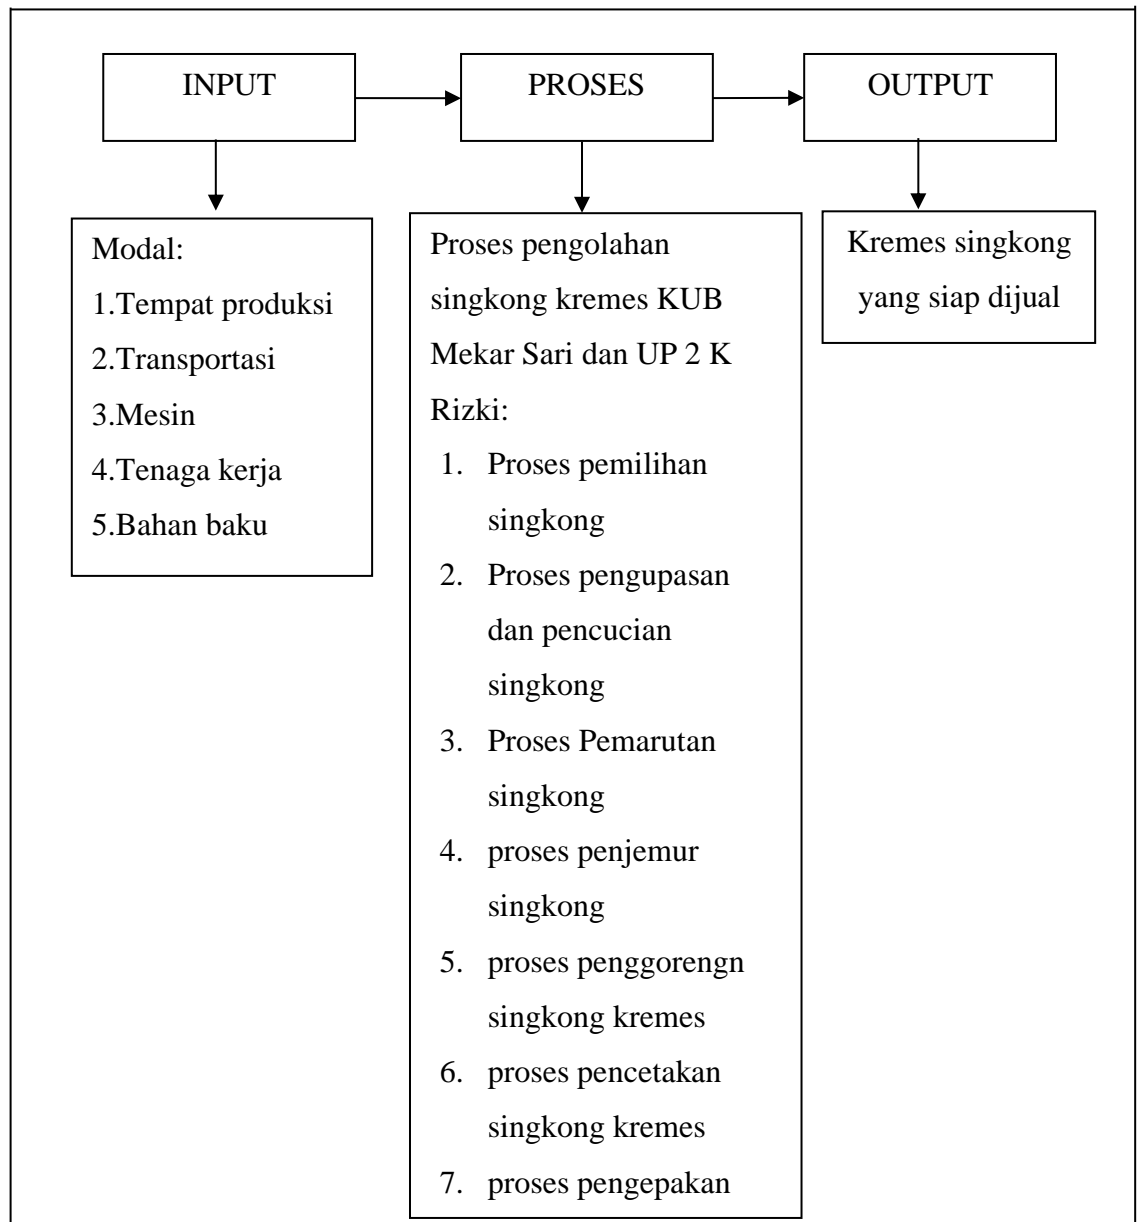 INPUT
PROSES
OUTPUT
Modal:
1.Tempat produksi
2.Transportasi
3.Mesin
4.Tenaga kerja
5.Bahan baku
Proses pengolahan
singkong kremes KUB
Mekar Sari dan UP 2 K
Rizki:
1. Proses pemilihan
singkong
2. Proses pengupasan
dan pencucian
singkong
3. Proses Pemarutan
singkong
4. proses penjemur
singkong
5. proses penggorengn
singkong kremes
6. proses pencetakan
singkong kremes
7. proses pengepakan
Kremes singkong
yang siap dijual